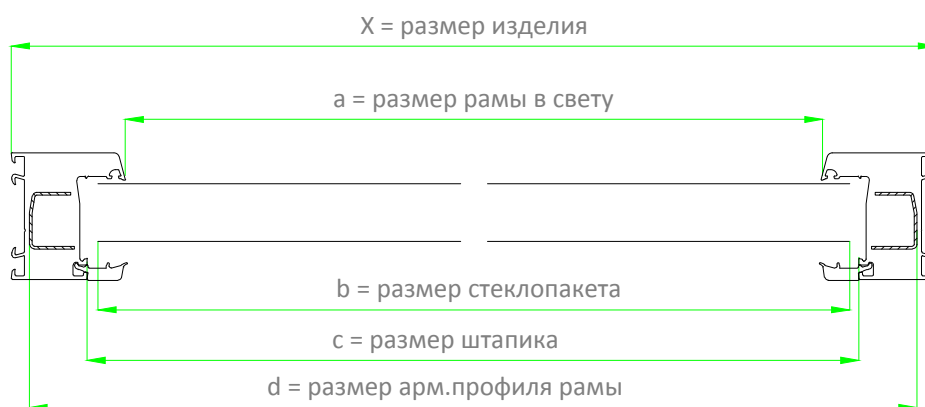 X = размер изделия
a = размер рамы в свету
b = размер стеклопакета
c = размер штапика
d = размер арм.профиля рамы